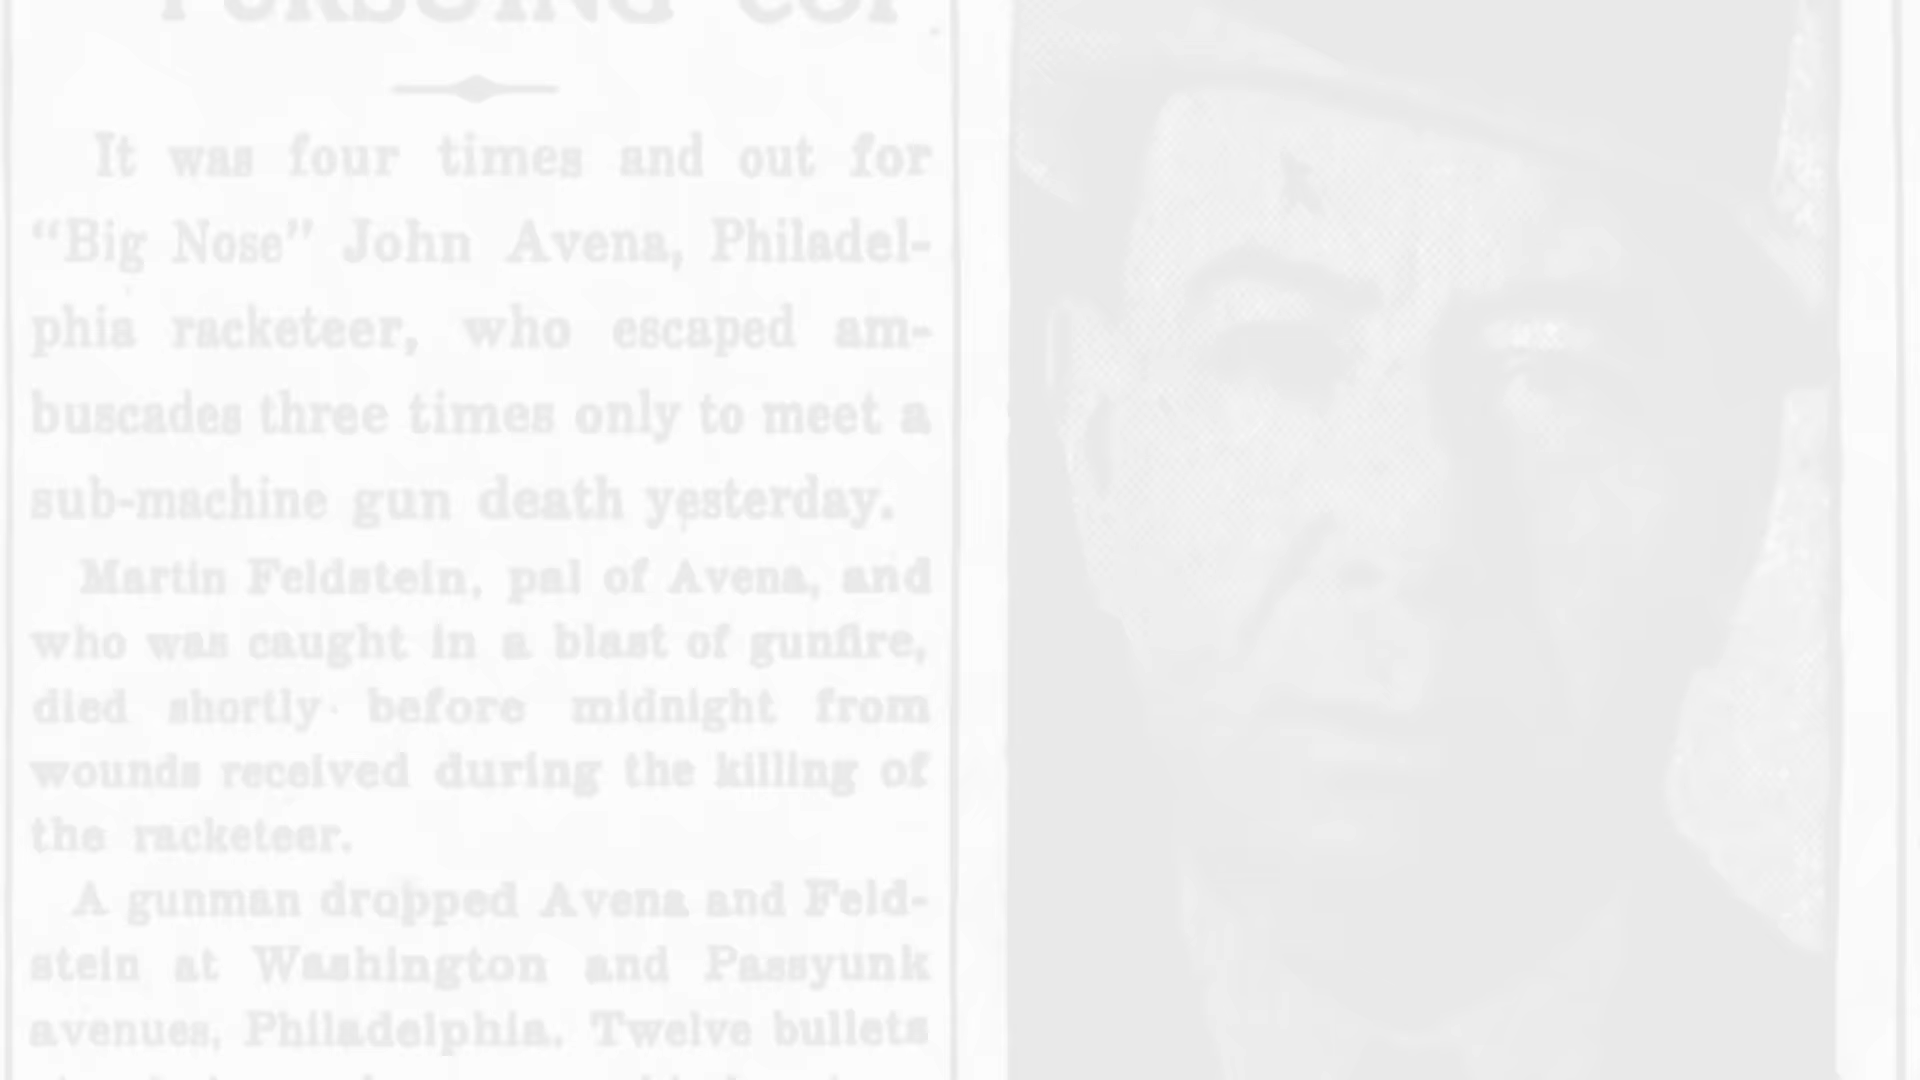 PURSUING COP
It was four times and out for
“Big Nose” John Avena, Philadel-
phia racketeer, who escaped am-
buscades three times only to meet a
sub-machine gun death yesterday.
Martin Feldstein, pal of Avena, and
who was caught in a blast of gunfire,
died shortly before midnight from
wounds received during the killing of
the racketeer.
A gunman dropped Avena and Feld-
stein at Washington and Passyunk
avenues, Philadelphia. Twelve bullets